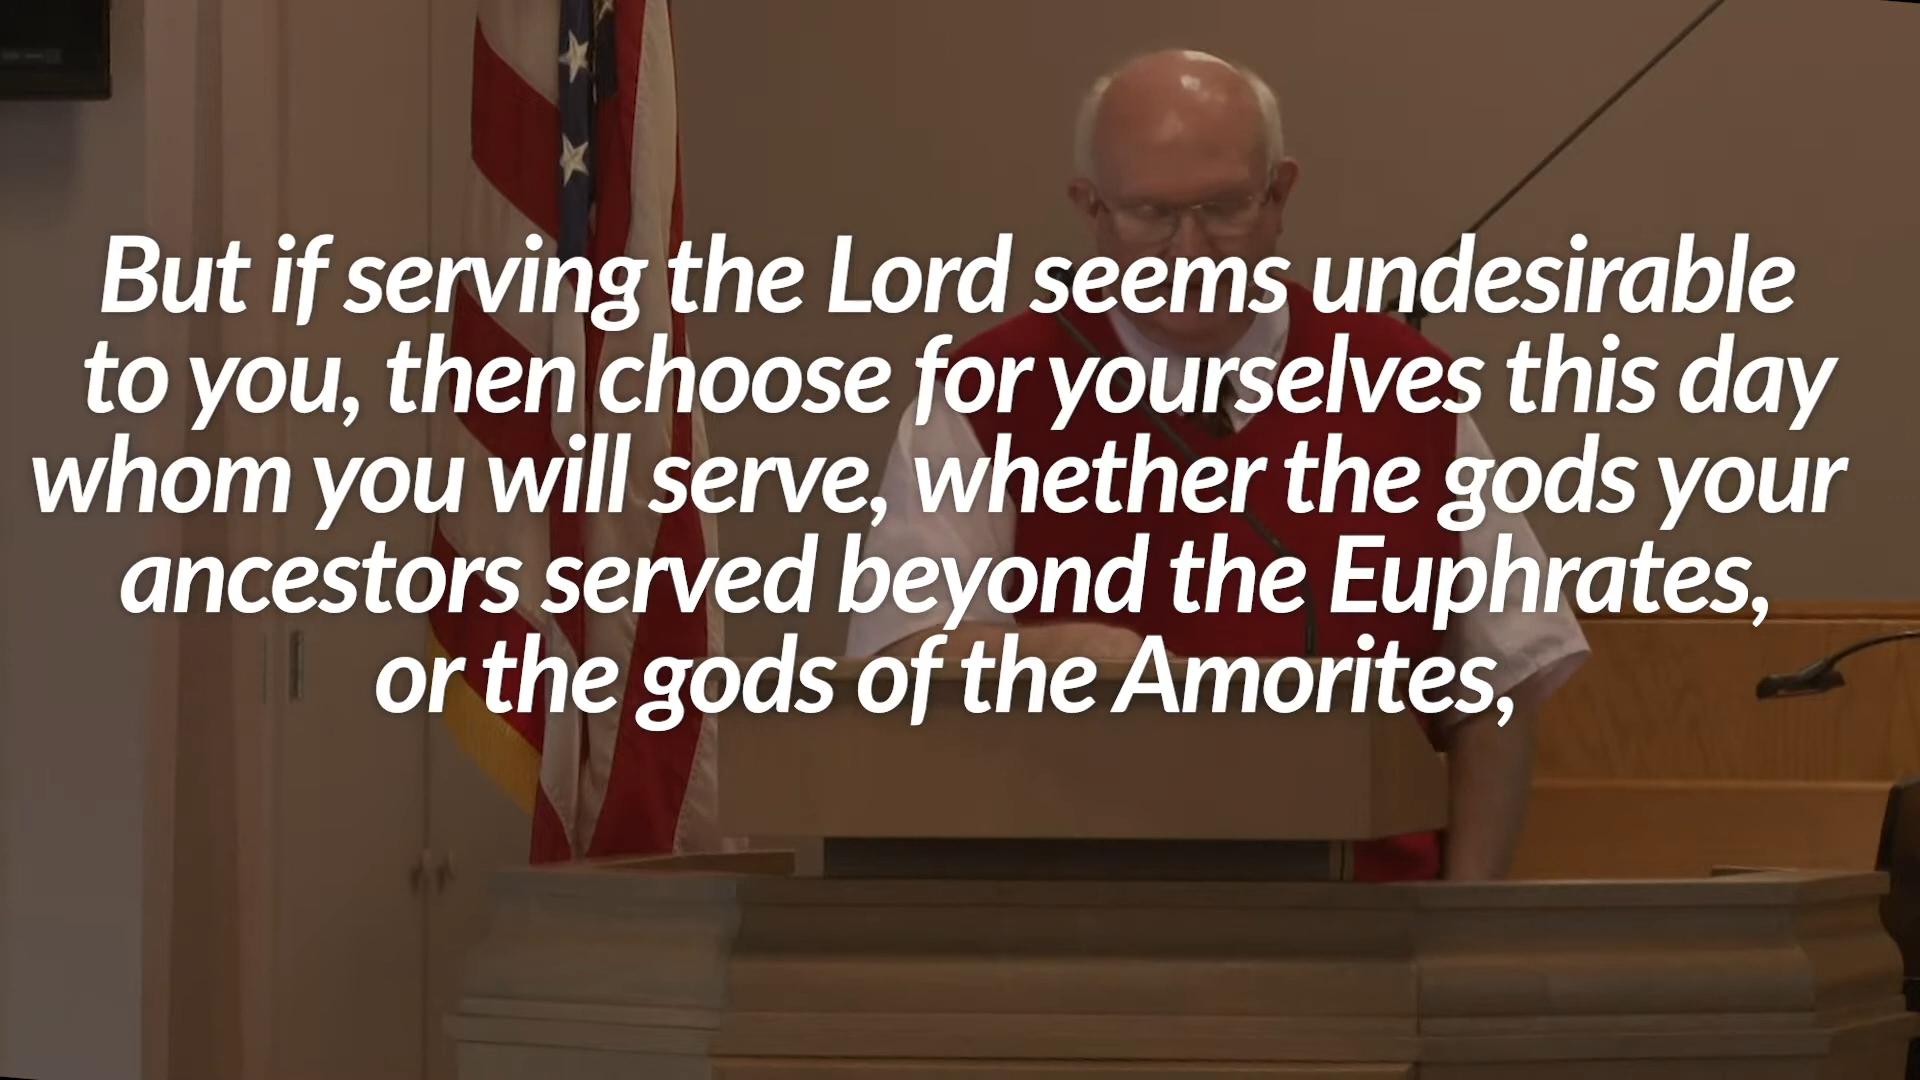 But if serving the Lord seems undesirable
to you, then choose for yourselves this day
whom you will serve, whether the gods your
ancestors served beyond the Euphrates,
or the gods of the Amorites,